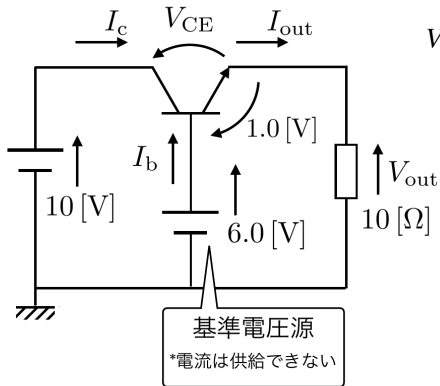 I_c V_CE I_out V
1.0 [V]
I_b
V_out
10 [V]
6.0 [V]
10 [Ω]
基準電圧源
*電流は供給できない